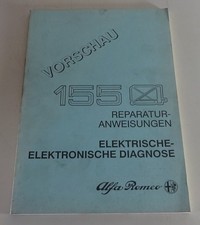 VORSCHAU
155
REPARATUR-
ANWEISUNGEN
ELEKTRISCHE-
ELEKTRONISCHE DIAGNOSE
Alfa Romeo